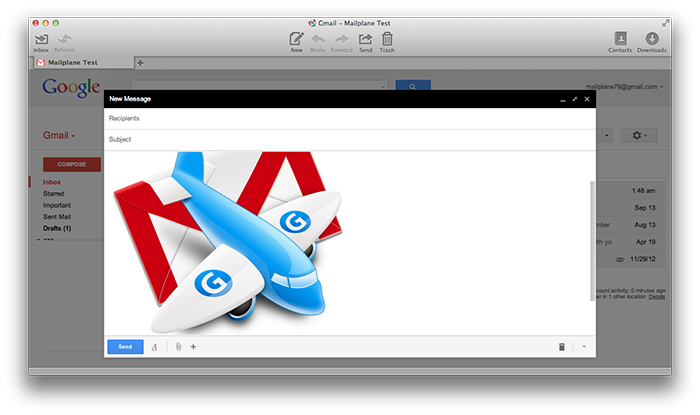 Gmail – Mailplane Test
Inbox
Refresh
New
Reply
Forward
Send
Trash
Contacts
Downloads
Mailplane Test
Google
mailplane79@gmail.com
New Message
Recipients
Subject
Gmail
COMPOSE
Inbox
Starred
Important
Sent Mail
Drafts (1)
1:48 am
Sep 13
mber Aug 13
ith yo Apr 19
11/29/12
count activity: 0 minutes ago
en in 1 other location Details
G
G
Send
A